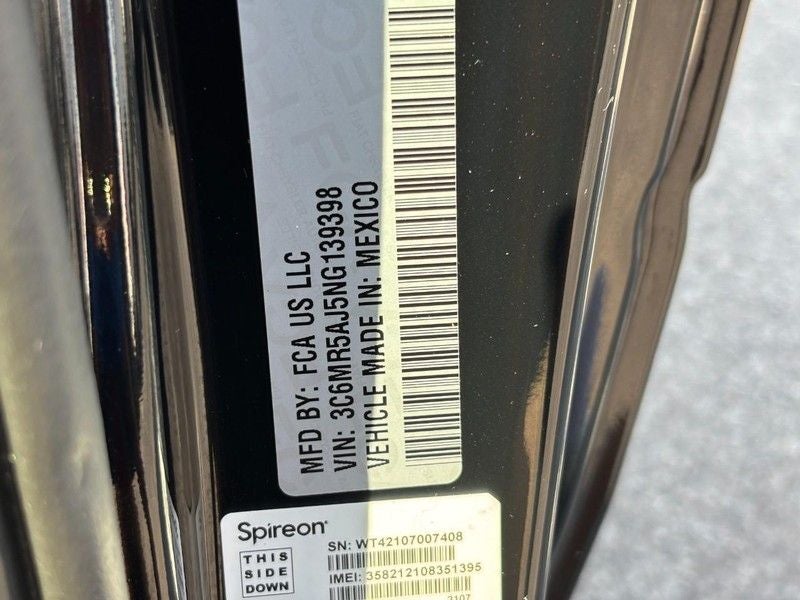 MFD BY: FCA US LLC
VIN: 3C6MR5AJ5NG139398
VEHICLE MADE IN: MEXICO
Spireon
THIS
SIDE
DOWN
SN: WT42107007408
IMEI: 358212108351395
2107